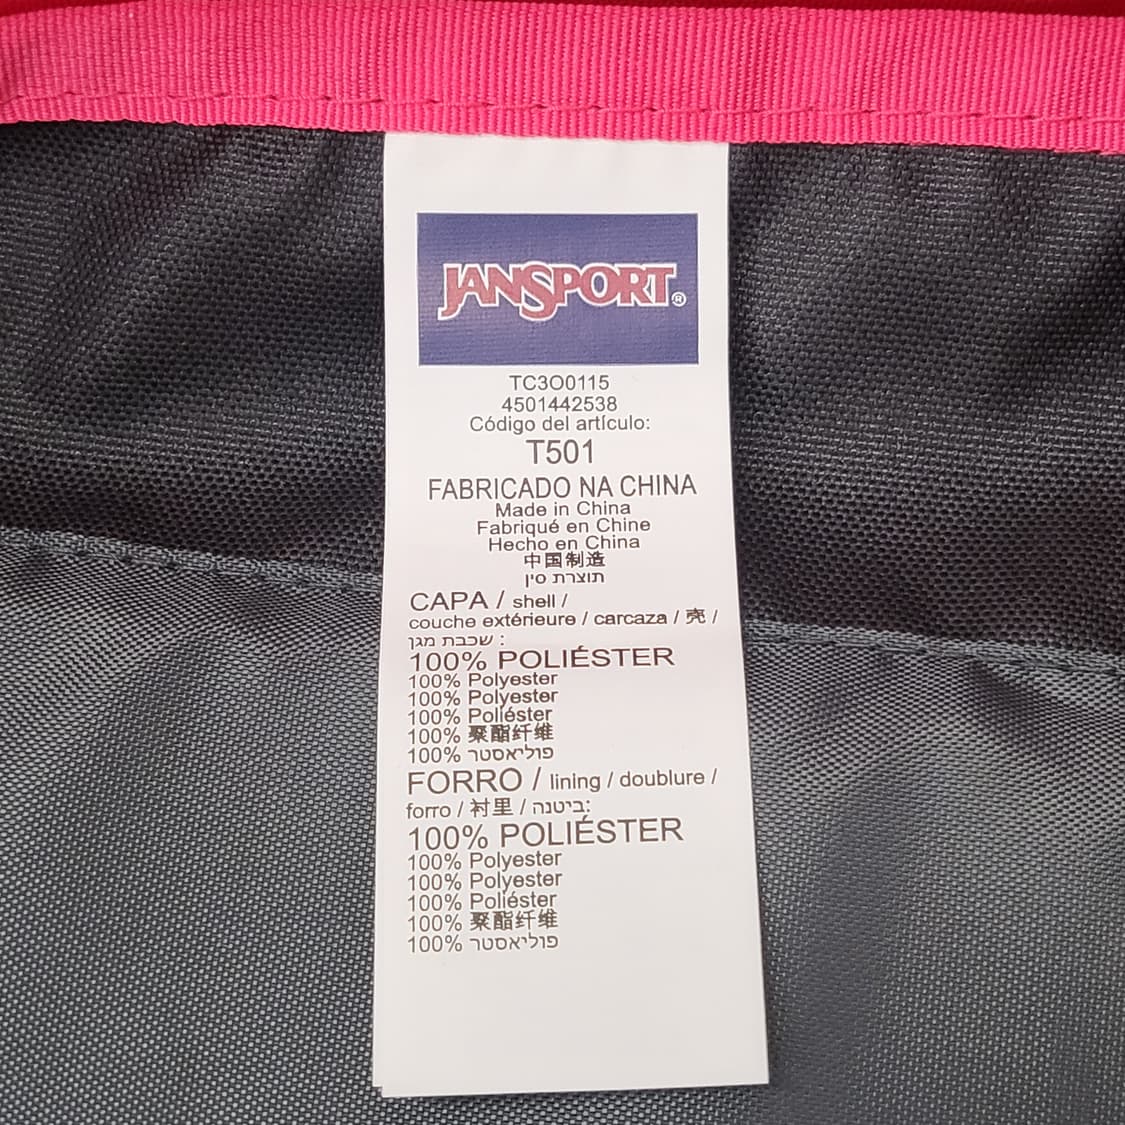 JANSPORT®
TC3O0115
4501442538
Código del artículo:
T501
FABRICADO NA CHINA
Made in China
Fabriqué en Chine
Hecho en China
中国制造
תוצרת סין
CAPA / shell /
couche extérieure / carcaza / 壳 /
שכבת מגן :
100% POLIÉSTER
100% Polyester
100% Polyester
100% Poliéster
100% 聚酯纤维
100% פוליאסטר
FORRO / lining / doublure /
forro / 衬里 / ביטנה:
100% POLIÉSTER
100% Polyester
100% Polyester
100% Poliéster
100% 聚酯纤维
100% פוליאסטר